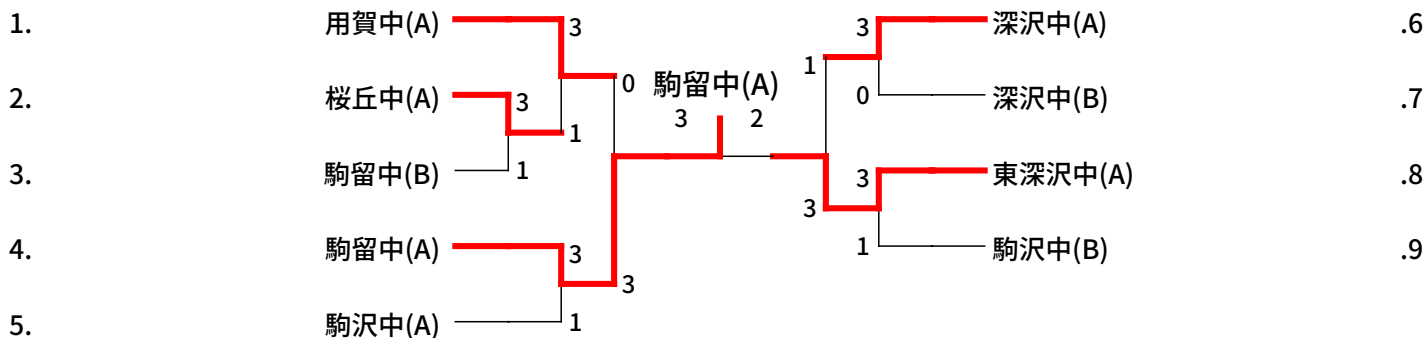 1. 用賀中(A) 3 3 深沢中(A) .6
1
0 駒留中(A)
2. 桜丘中(A) 3 3 2 0 深沢中(B) .7
1
3. 駒留中(B) 1 3 東深沢中(A) .8
3
4. 駒留中(A) 3 1 駒沢中(B) .9
3
5. 駒沢中(A) 1